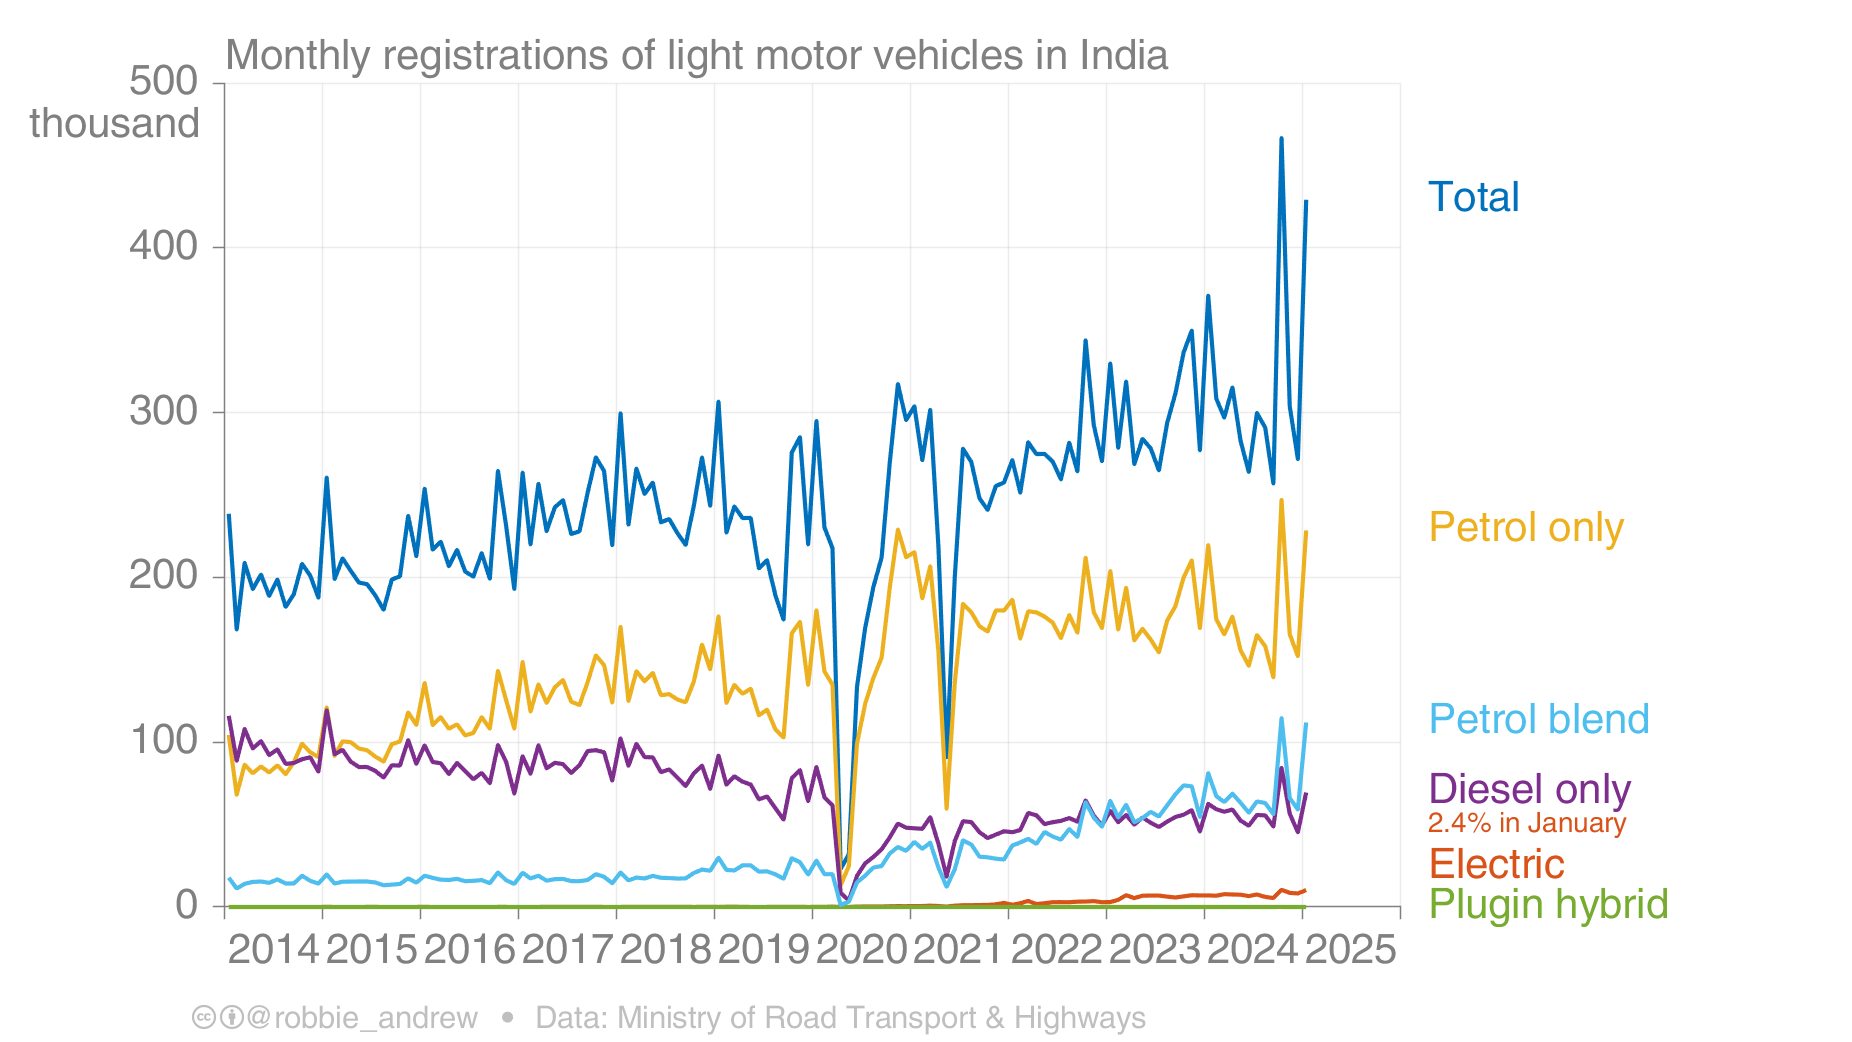 Monthly registrations of light motor vehicles in India
500
thousand
400
300
200
100
0
Total
Petrol only
Petrol blend
Diesel only
2.4% in January
Electric
Plugin hybrid
2014 2015 2016 2017 2018 2019 2020 2021 2022 2023 2024 2025
@robbie_andrew • Data: Ministry of Road Transport & Highways